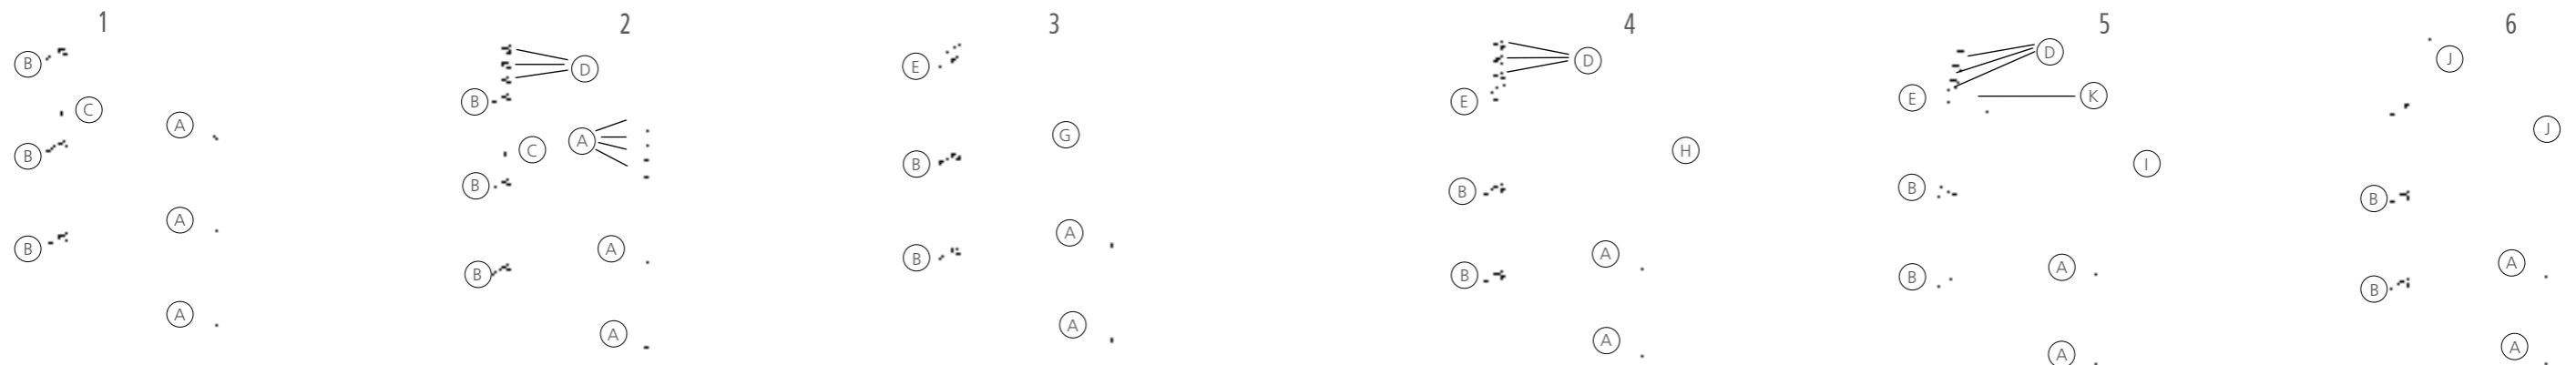 1 2 3 4 5 6
B E D E D E D J
B C K
C A B A G H J
B C B B I
B B B
A A A
B A B A A A
B B B B B
A A A A A A